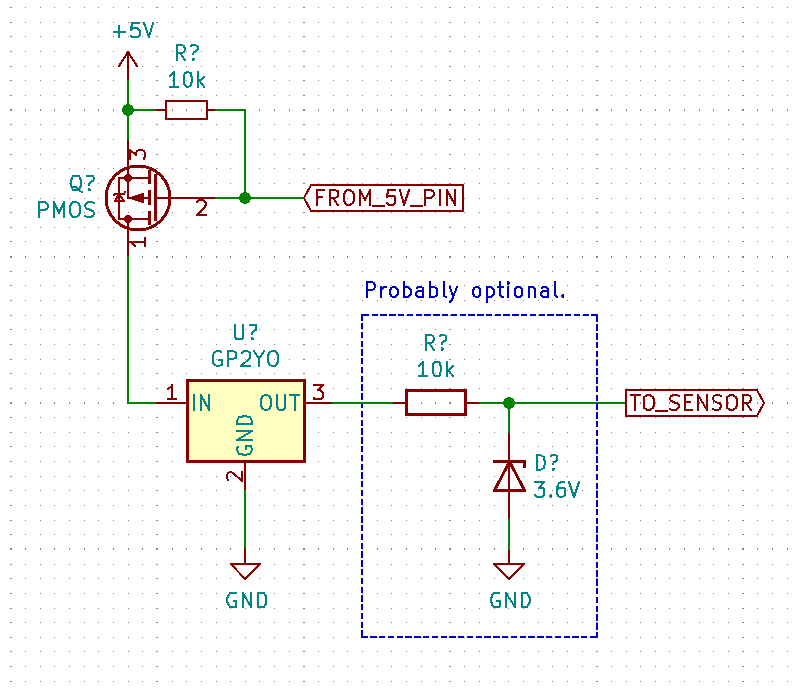 +5V
R?
10k
3
Q?
PMOS
2
FROM_5V_PIN
1
Probably optional.
U?
GP2Y0
R?
10k
1
IN
OUT
3
GND
2
TO_SENSOR
D?
3.6V
GND
GND